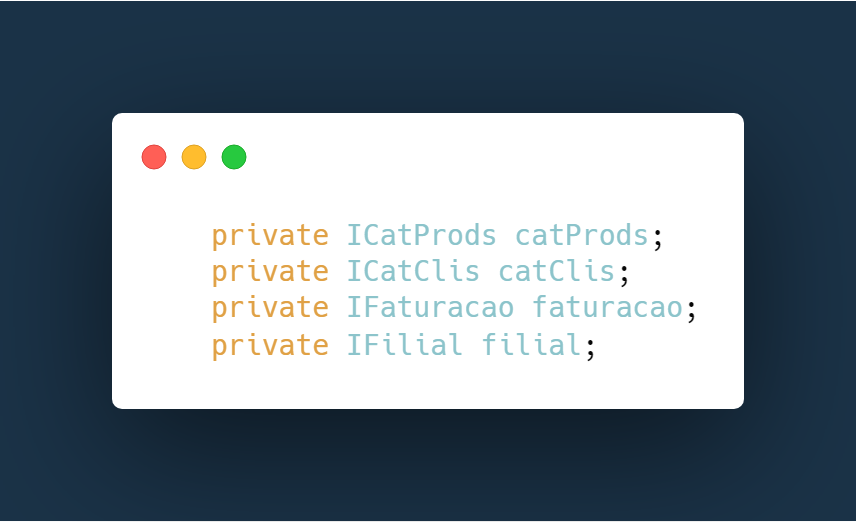 private ICatProds catProds;
private ICatClis catClis;
private IFaturacao faturacao;
private IFilial filial;